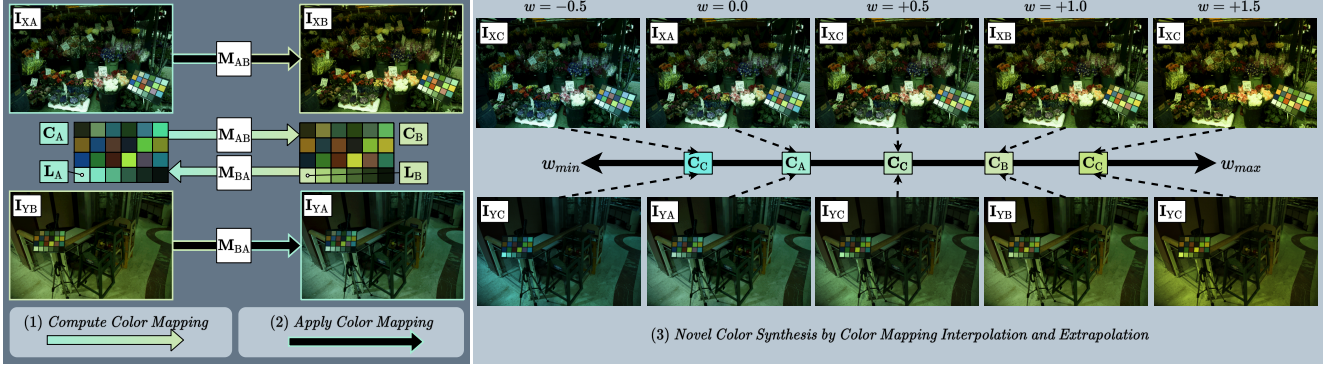 I_XA
M_AB
I_XB
C_A
M_AB
C_B
L_A
M_BA
L_B
I_YB
M_BA
I_YA
(1) Compute Color Mapping
(2) Apply Color Mapping
w = −0.5
w = 0.0
w = +0.5
w = +1.0
w = +1.5
I_XC
I_XA
I_XC
I_XB
I_XC
w_min
C_C
C_A
C_C
C_B
C_C
w_max
I_YC
I_YA
I_YC
I_YB
I_YC
(3) Novel Color Synthesis by Color Mapping Interpolation and Extrapolation